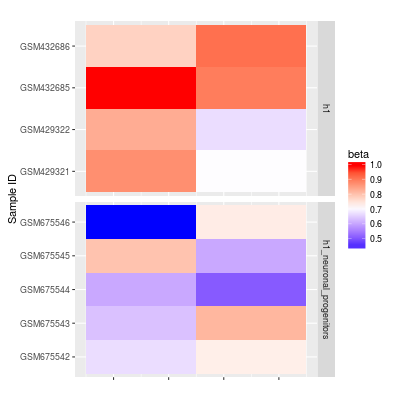 Sample ID
GSM432686
GSM432685
GSM429322
GSM429321
h1
GSM675546
GSM675545
GSM675544
GSM675543
GSM675542
h1_neuronal_progenitors
beta
1.0
0.9
0.8
0.7
0.6
0.5